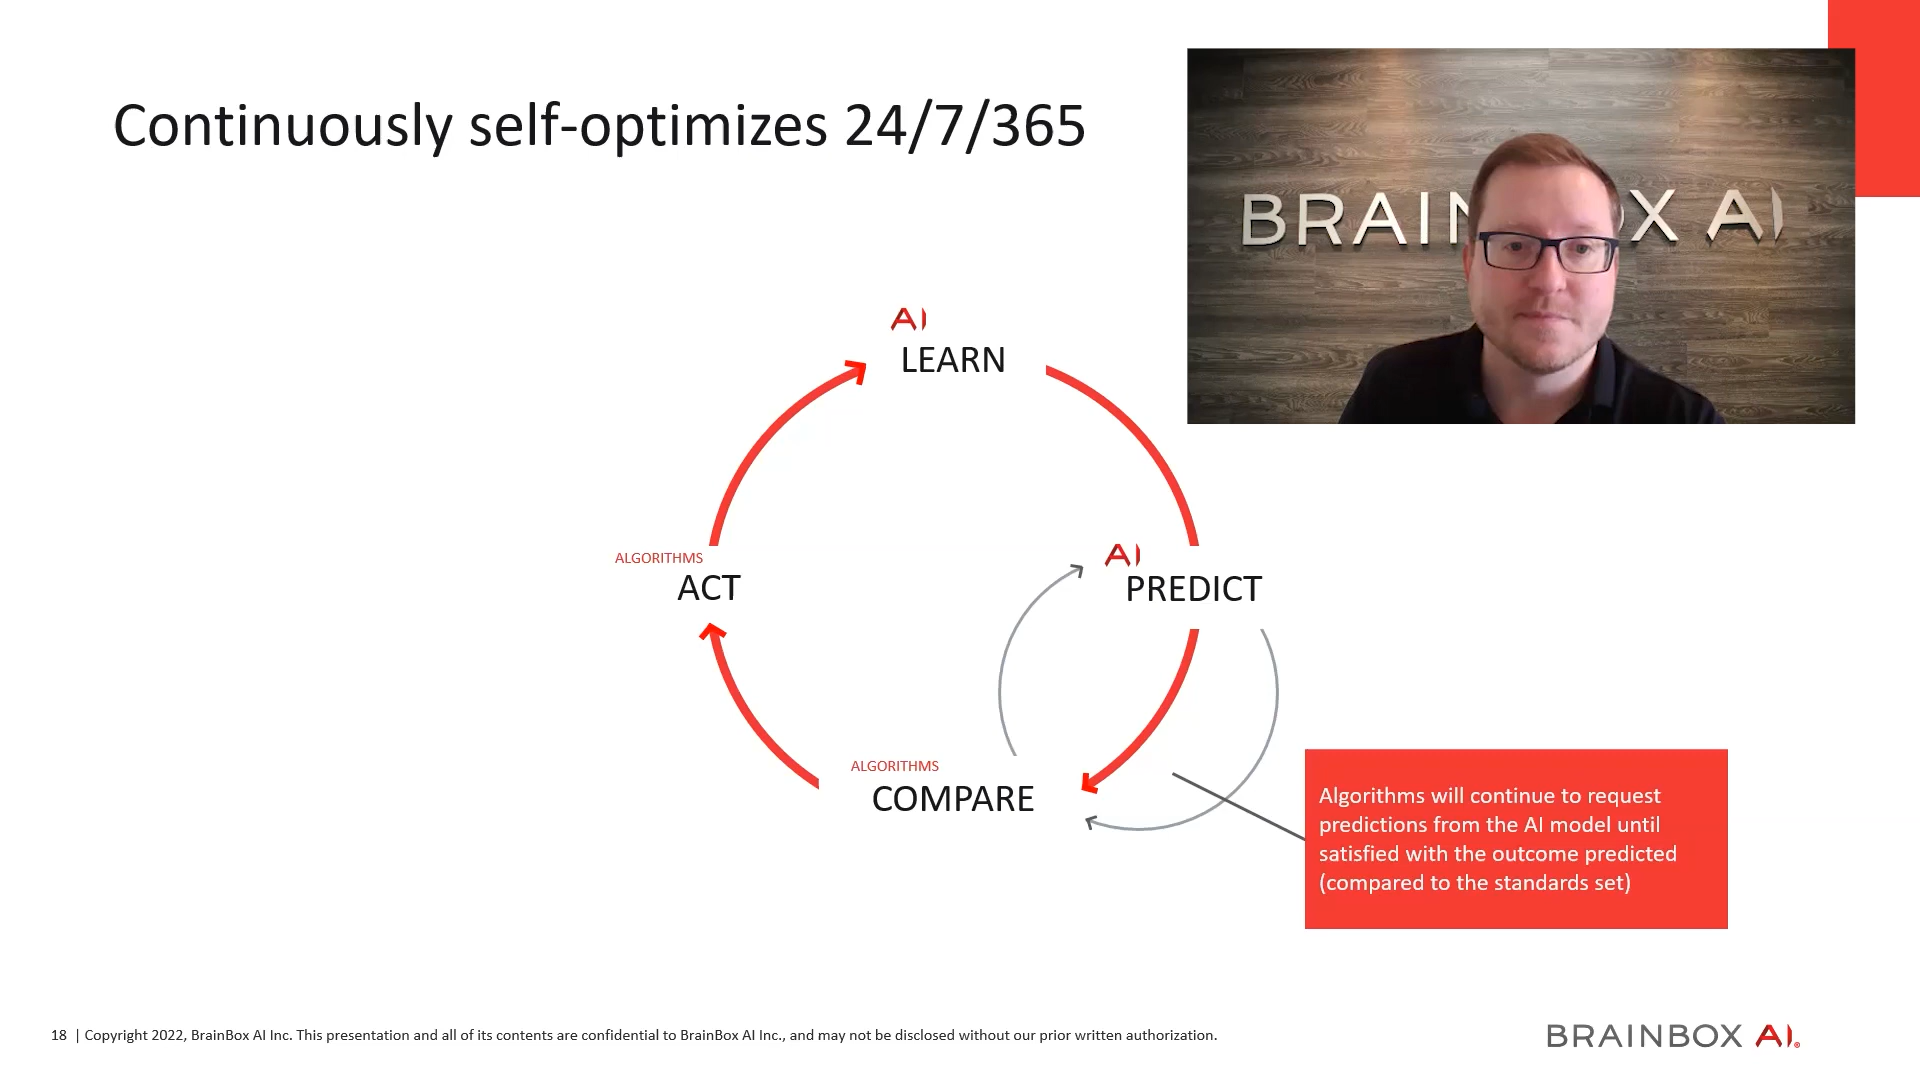 Continuously self-optimizes 24/7/365
BRAINBOX AI
AI
LEARN
ALGORITHMS
ACT
AI
PREDICT
ALGORITHMS
COMPARE
Algorithms will continue to request
predictions from the AI model until
satisfied with the outcome predicted
(compared to the standards set)
18 | Copyright 2022, BrainBox AI Inc. This presentation and all of its contents are confidential to BrainBox AI Inc., and may not be disclosed without our prior written authorization.
BRAINBOX AI®